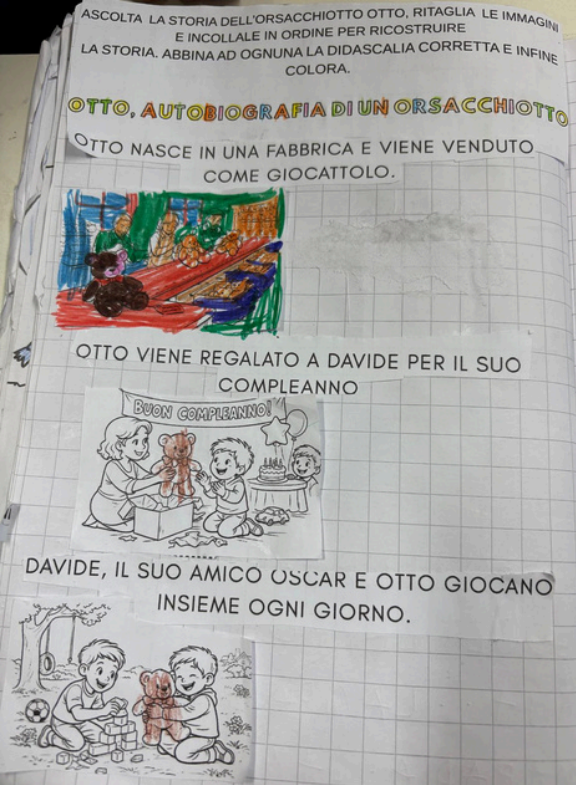 ASCOLTA LA STORIA DELL'ORSACCHIOTTO OTTO, RITAGLIA LE IMMAGINI
E INCOLLALE IN ORDINE PER RICOSTRUIRE
LA STORIA. ABBINA AD OGNUNA LA DIDASCALIA CORRETTA E INFINE
COLORA.
OTTO, AUTOBIOGRAFIA DI UN ORSACCHIOTTO
OTTO NASCE IN UNA FABBRICA E VIENE VENDUTO
COME GIOCATTOLO.
OTTO VIENE REGALATO A DAVIDE PER IL SUO
COMPLEANNO
BUON COMPLEANNO!
DAVIDE, IL SUO AMICO OSCAR E OTTO GIOCANO
INSIEME OGNI GIORNO.